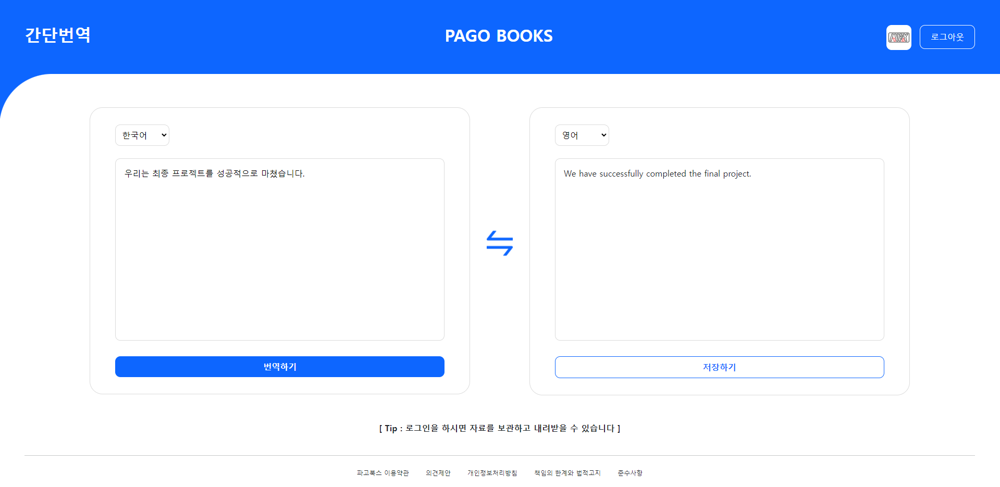 간단번역
PAGO BOOKS
로그아웃
한국어
우리는 최종 프로젝트를 성공적으로 마쳤습니다.
번역하기
영어
We have successfully completed the final project.
저장하기
[ Tip : 로그인을 하시면 자료를 보관하고 내려받을 수 있습니다 ]
파고북스 이용약관 의견제안 개인정보처리방침 책임의 한계와 법적고지 준수사항